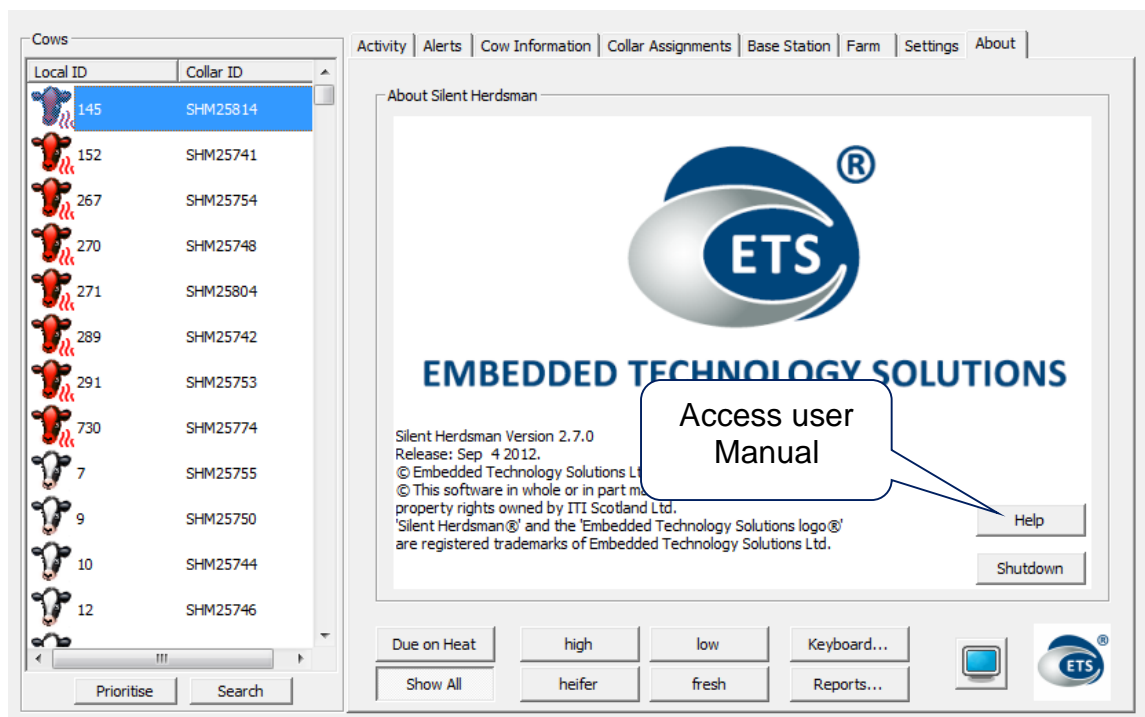 Cows
Local ID Collar ID
145 SHM25814
152 SHM25741
267 SHM25754
270 SHM25748
271 SHM25804
289 SHM25742
291 SHM25753
730 SHM25774
7 SHM25755
9 SHM25750
10 SHM25744
12 SHM25746
Prioritise Search
Activity Alerts Cow Information Collar Assignments Base Station Farm Settings About
About Silent Herdsman
ETS ®
EMBEDDED TECHNOLOGY SOLUTIONS
Access user
Manual
Silent Herdsman Version 2.7.0
Release: Sep 4 2012.
© Embedded Technology Solutions Lt
© This software in whole or in part ma
property rights owned by ITI Scotland Ltd.
'Silent Herdsman®' and the 'Embedded Technology Solutions logo®'
are registered trademarks of Embedded Technology Solutions Ltd.
Help
Shutdown
Due on Heat high low Keyboard...
Show All heifer fresh Reports...
ETS ®